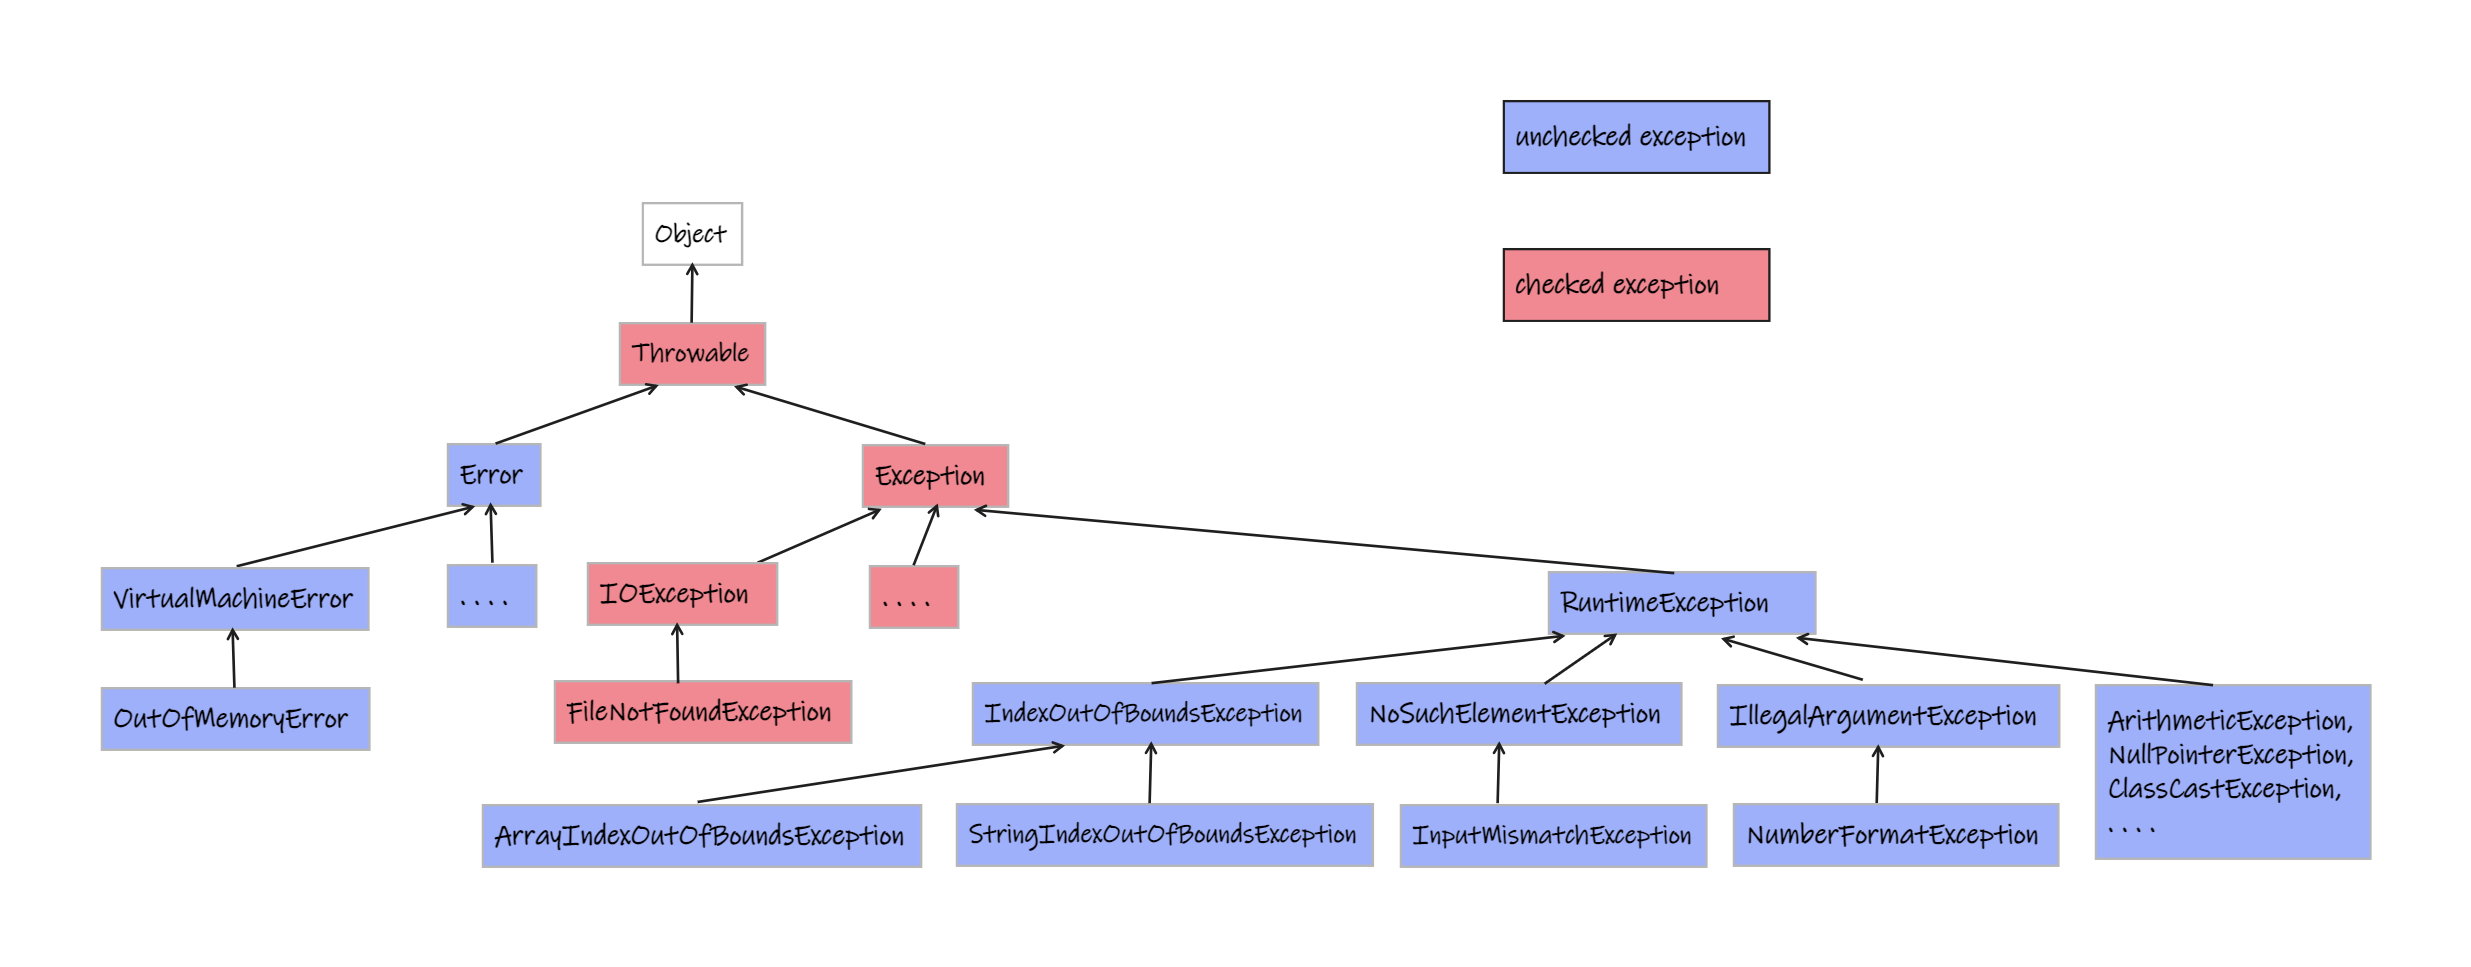 unchecked exception
Object
checked exception
Throwable
Error
Exception
VirtualMachineError
. . . .
IOException
. . . .
RuntimeException
OutOfMemoryError
FileNotFoundException
IndexOutOfBoundsException
NoSuchElementException
IllegalArgumentException
ArithmeticException,
NullPointerException,
ClassCastException,
. . . .
ArrayIndexOutOfBoundsException
StringIndexOutOfBoundsException
InputMismatchException
NumberFormatException